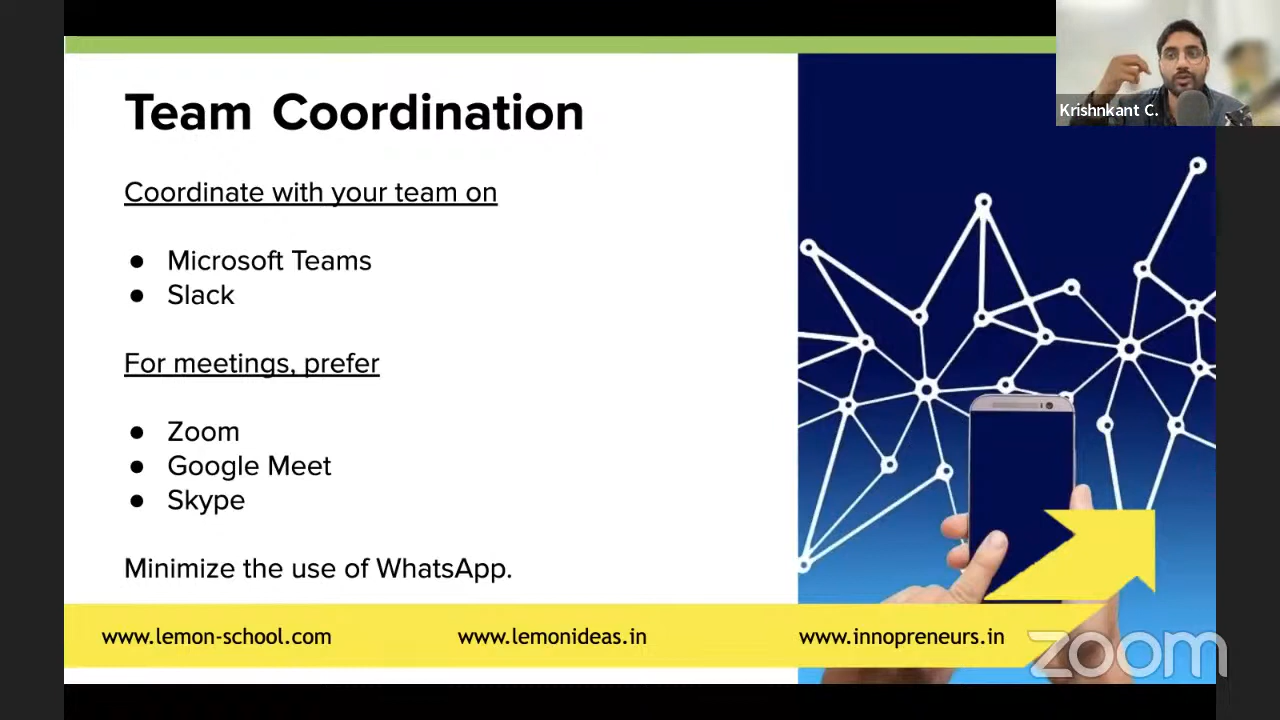 Team Coordination
Krishnkant C.
Coordinate with your team on
● Microsoft Teams
● Slack
For meetings, prefer
● Zoom
● Google Meet
● Skype
Minimize the use of WhatsApp.
www.lemon-school.com
www.lemonideas.in
www.innopreneurs.in
zoom